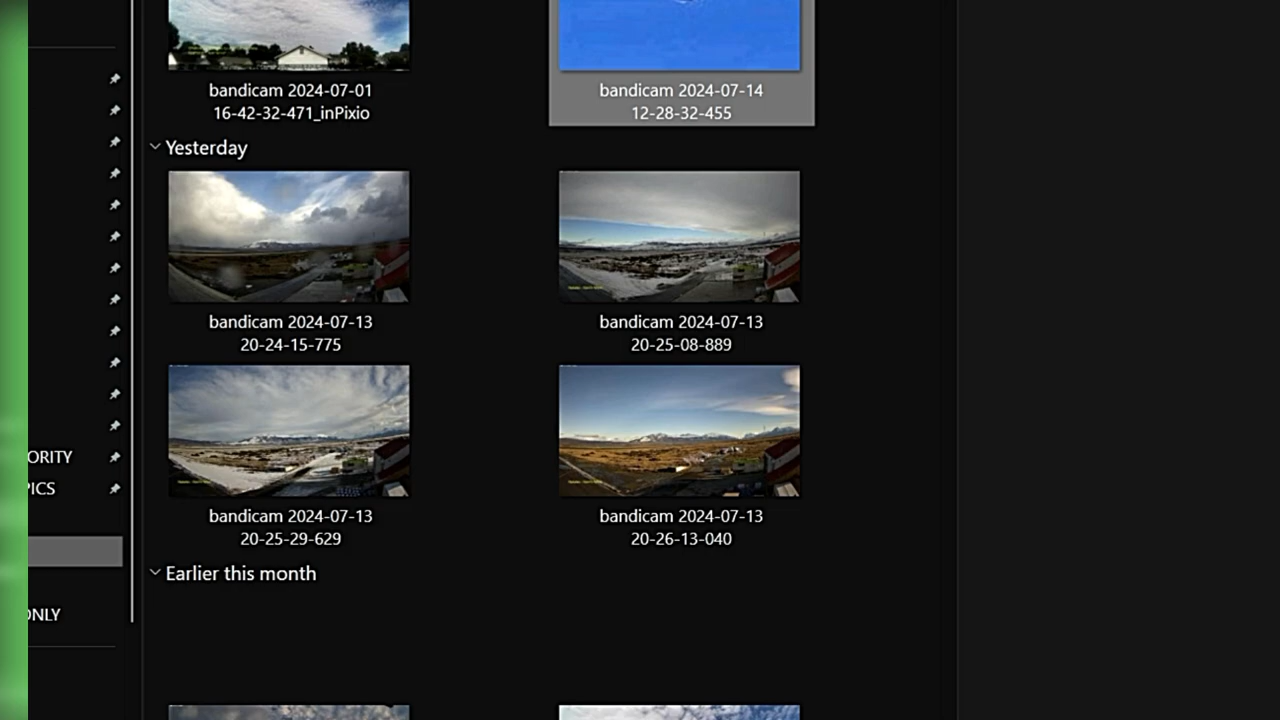 bandicam 2024-07-01
16-42-32-471_inPixio
bandicam 2024-07-14
12-28-32-455
Yesterday
bandicam 2024-07-13
20-24-15-775
bandicam 2024-07-13
20-25-08-889
bandicam 2024-07-13
20-25-29-629
bandicam 2024-07-13
20-26-13-040
Earlier this month
ORITY
PICS
ONLY